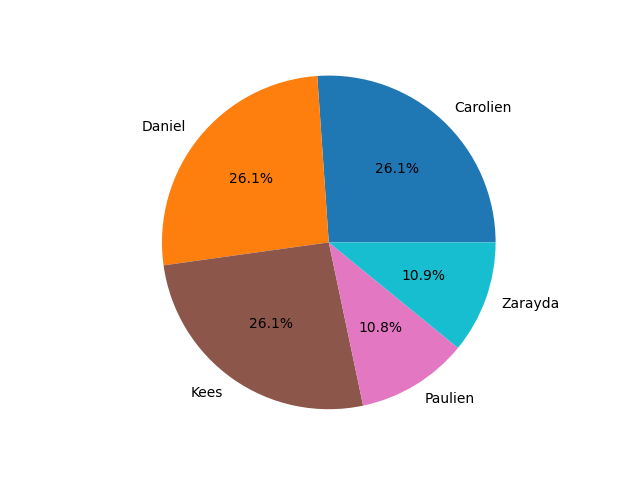 Carolien
26.1%
Daniel
26.1%
Kees
26.1%
Paulien
10.8%
Zarayda
10.9%